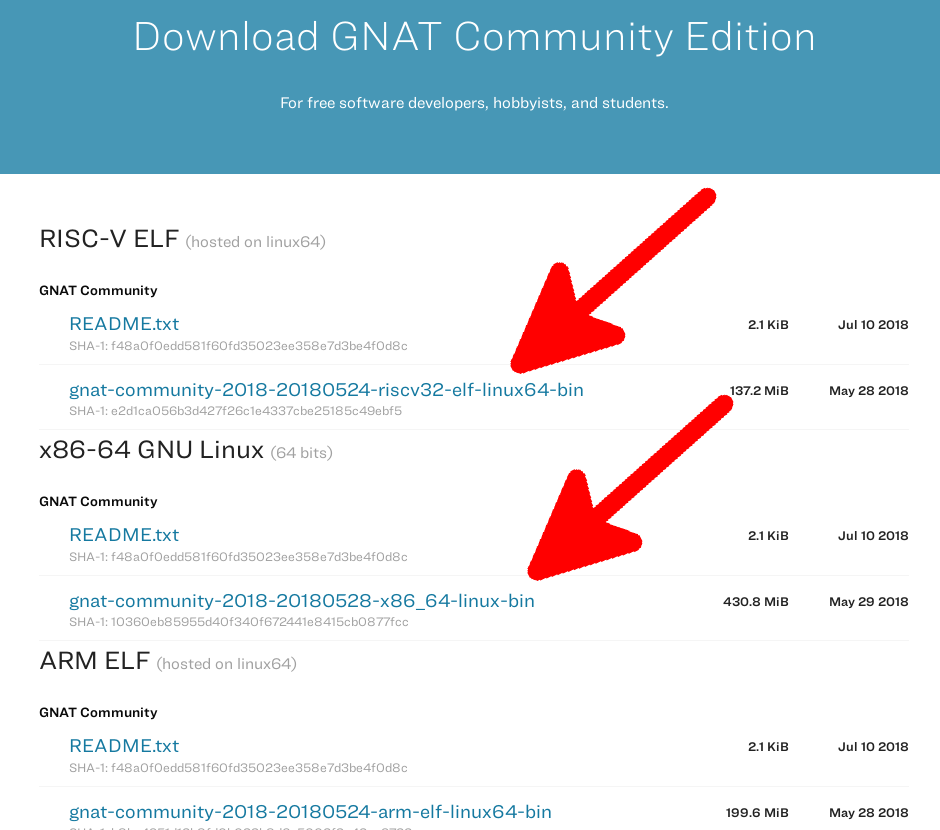 Download GNAT Community Edition
For free software developers, hobbyists, and students.
RISC-V ELF (hosted on linux64)
GNAT Community
README.txt 2.1 KiB Jul 10 2018
SHA-1: f48a0f0edd581f60fd35023ee358e7d3be4f0d8c
gnat-community-2018-20180524-riscv32-elf-linux64-bin 137.2 MiB May 28 2018
SHA-1: e2d1ca056b3d427f26c1e4337cbe25185c49ebf5
x86-64 GNU Linux (64 bits)
GNAT Community
README.txt 2.1 KiB Jul 10 2018
SHA-1: f48a0f0edd581f60fd35023ee358e7d3be4f0d8c
gnat-community-2018-20180528-x86_64-linux-bin 430.8 MiB May 29 2018
SHA-1: 10360eb85955d40f340f672441e8415cb0877fcc
ARM ELF (hosted on linux64)
GNAT Community
README.txt 2.1 KiB Jul 10 2018
SHA-1: f48a0f0edd581f60fd35023ee358e7d3be4f0d8c
gnat-community-2018-20180524-arm-elf-linux64-bin 199.6 MiB May 28 2018